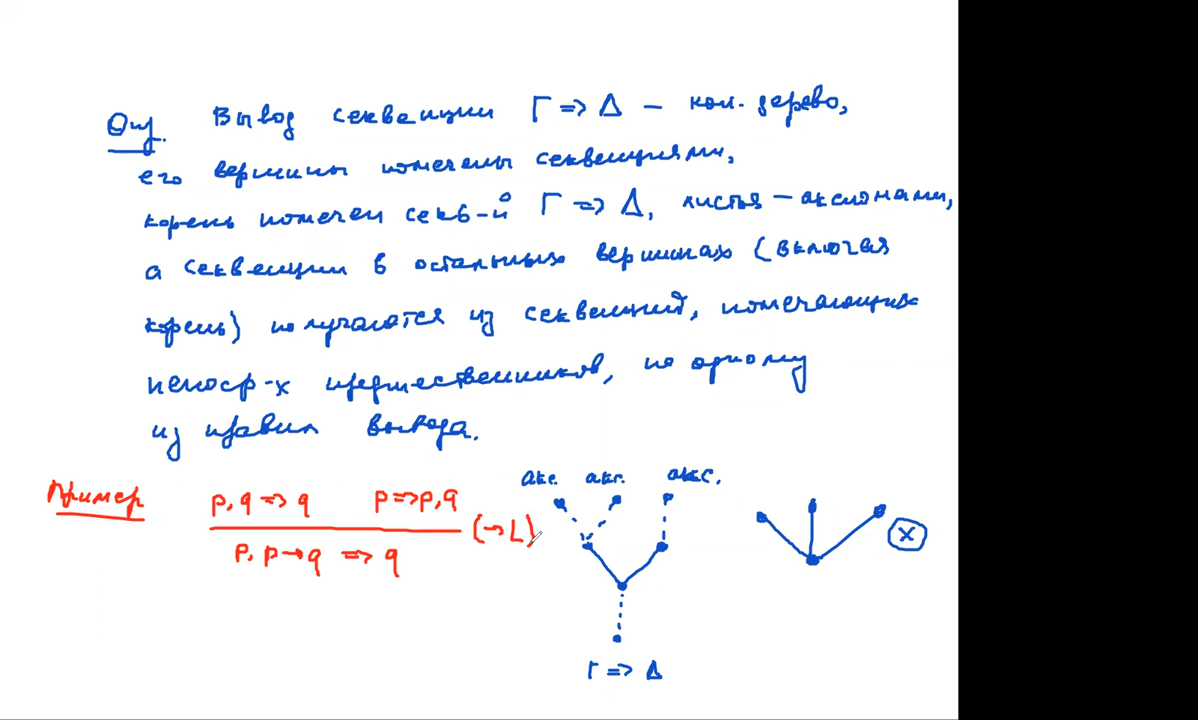 Опр. Вывод секвенции Γ => Δ – кон. дерево,
его вершины помечены секвенциями,
корень помечен секв-й Γ => Δ, листья – аксиомами,
а секвенции в остальных вершинах (включая
корень) получаются из секвенций, помечающих
непоср-х предшественников, по одному
из правил вывода.
акс. акс. акс.
Пример p, q => q p => p, q (→ L)
p, p → q => q
X
Γ => Δ